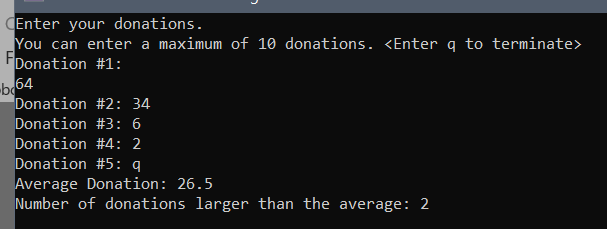 Enter your donations.
You can enter a maximum of 10 donations. <Enter q to terminate>
Donation #1:
64
Donation #2: 34
Donation #3: 6
Donation #4: 2
Donation #5: q
Average Donation: 26.5
Number of donations larger than the average: 2